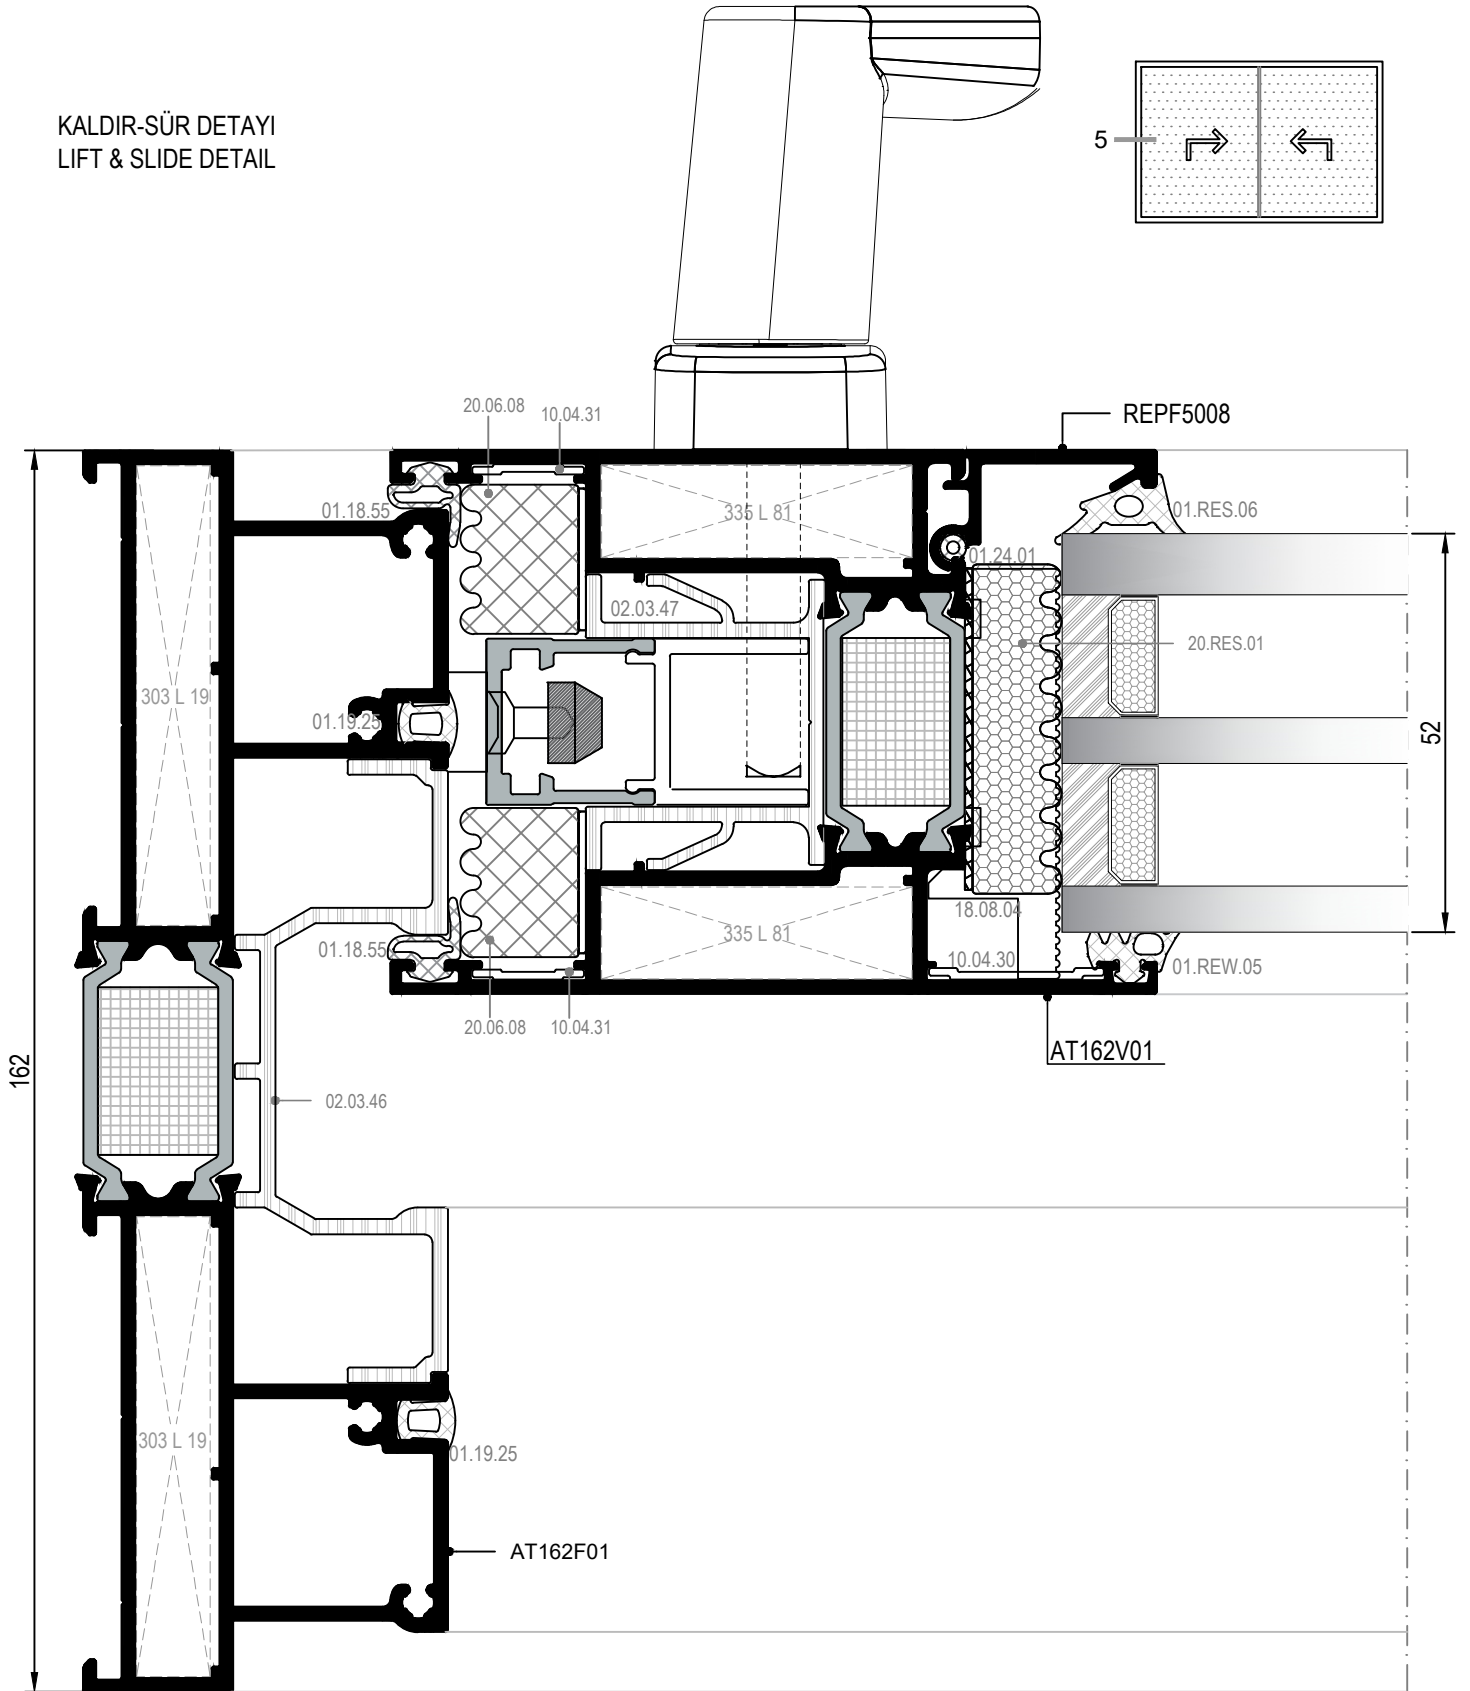 KALDIR-SÜR DETAYI
LIFT & SLIDE DETAIL
5
20.06.08
10.04.31
REPF5008
01.18.55
335 L 81
01.RES.06
01.24.01
02.03.47
20.RES.01
303 L 19
01.19.25
52
18.08.04
335 L 81
01.18.55
10.04.30
01.REW.05
20.06.08
10.04.31
AT162V01
162
02.03.46
303 L 19
01.19.25
AT162F01